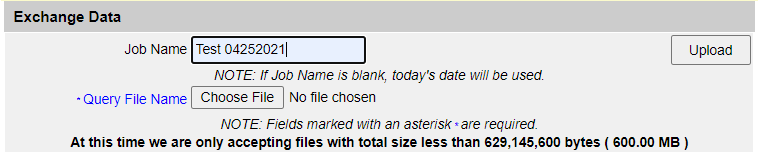 Exchange Data
Job Name Test 04252021 Upload
NOTE: If Job Name is blank, today's date will be used.
* Query File Name Choose File No file chosen
NOTE: Fields marked with an asterisk * are required.
At this time we are only accepting files with total size less than 629,145,600 bytes ( 600.00 MB )